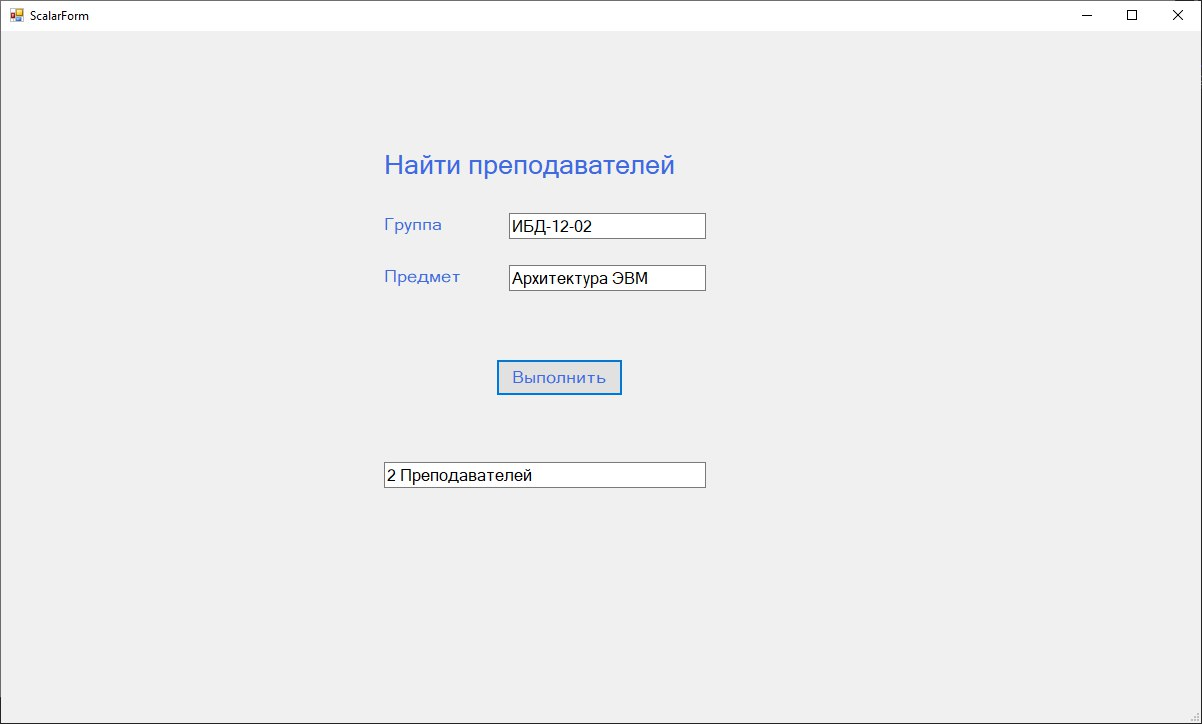 ScalarForm
Найти преподавателей
Группа
ИБД-12-02
Предмет
Архитектура ЭВМ
Выполнить
2 Преподавателей